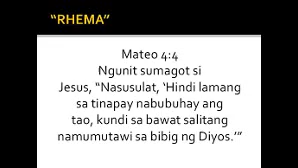 “RHEMA”
Mateo 4:4
Ngunit sumagot si
Jesus, “Nasusulat, ‘Hindi lamang
sa tinapay nabubuhay ang
tao, kundi sa bawat salitang
namumutawi sa bibig ng Diyos.’”